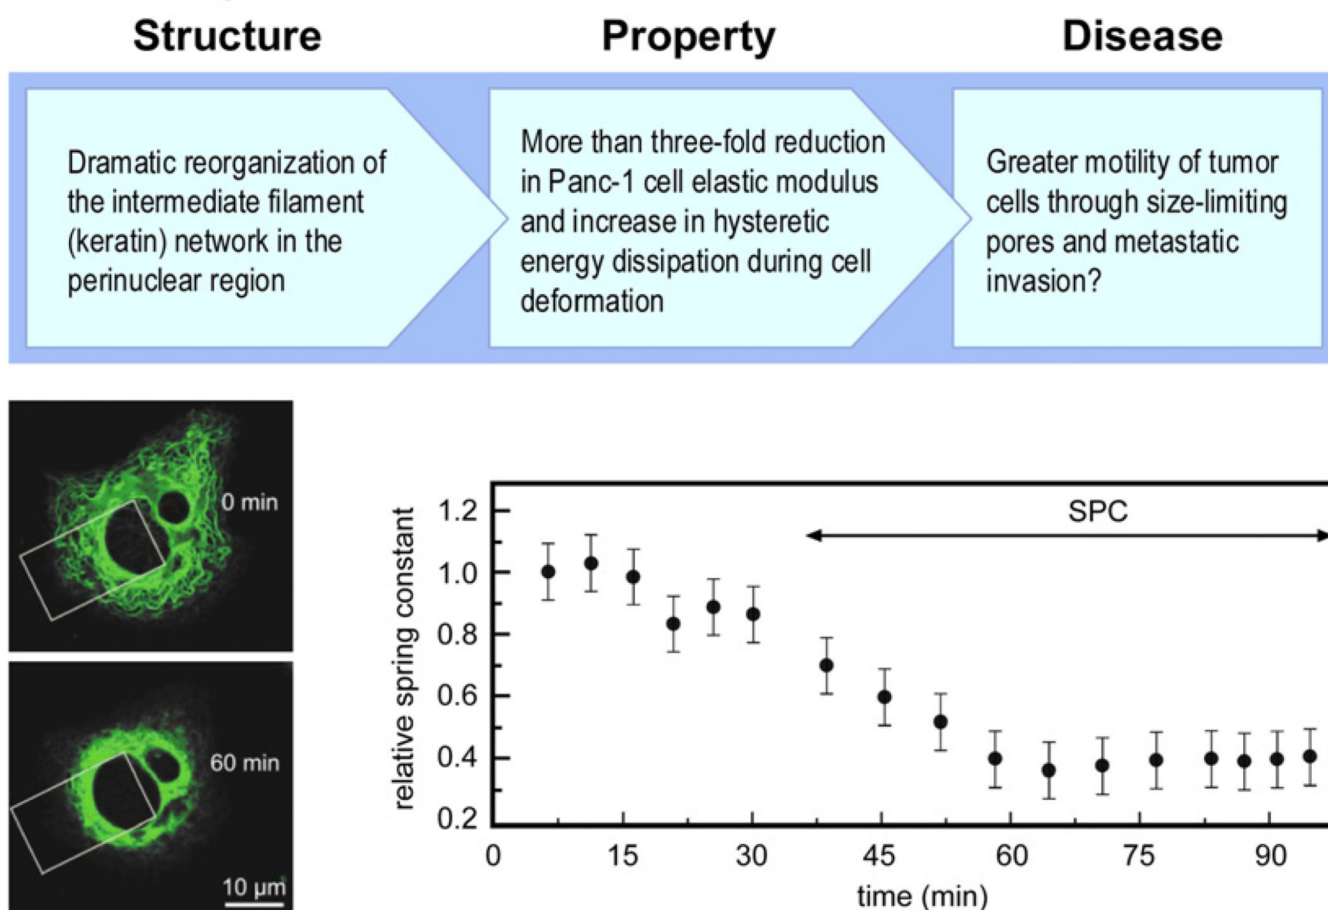 Structure
Property
Disease
Dramatic reorganization of
the intermediate filament
(keratin) network in the
perinuclear region
More than three-fold reduction
in Panc-1 cell elastic modulus
and increase in hysteretic
energy dissipation during cell
deformation
Greater motility of tumor
cells through size-limiting
pores and metastatic
invasion?
0 min
60 min
10 μm
SPC
relative spring constant
1.2
1.0
0.8
0.6
0.4
0.2
0
15
30
45
60
75
90
time (min)